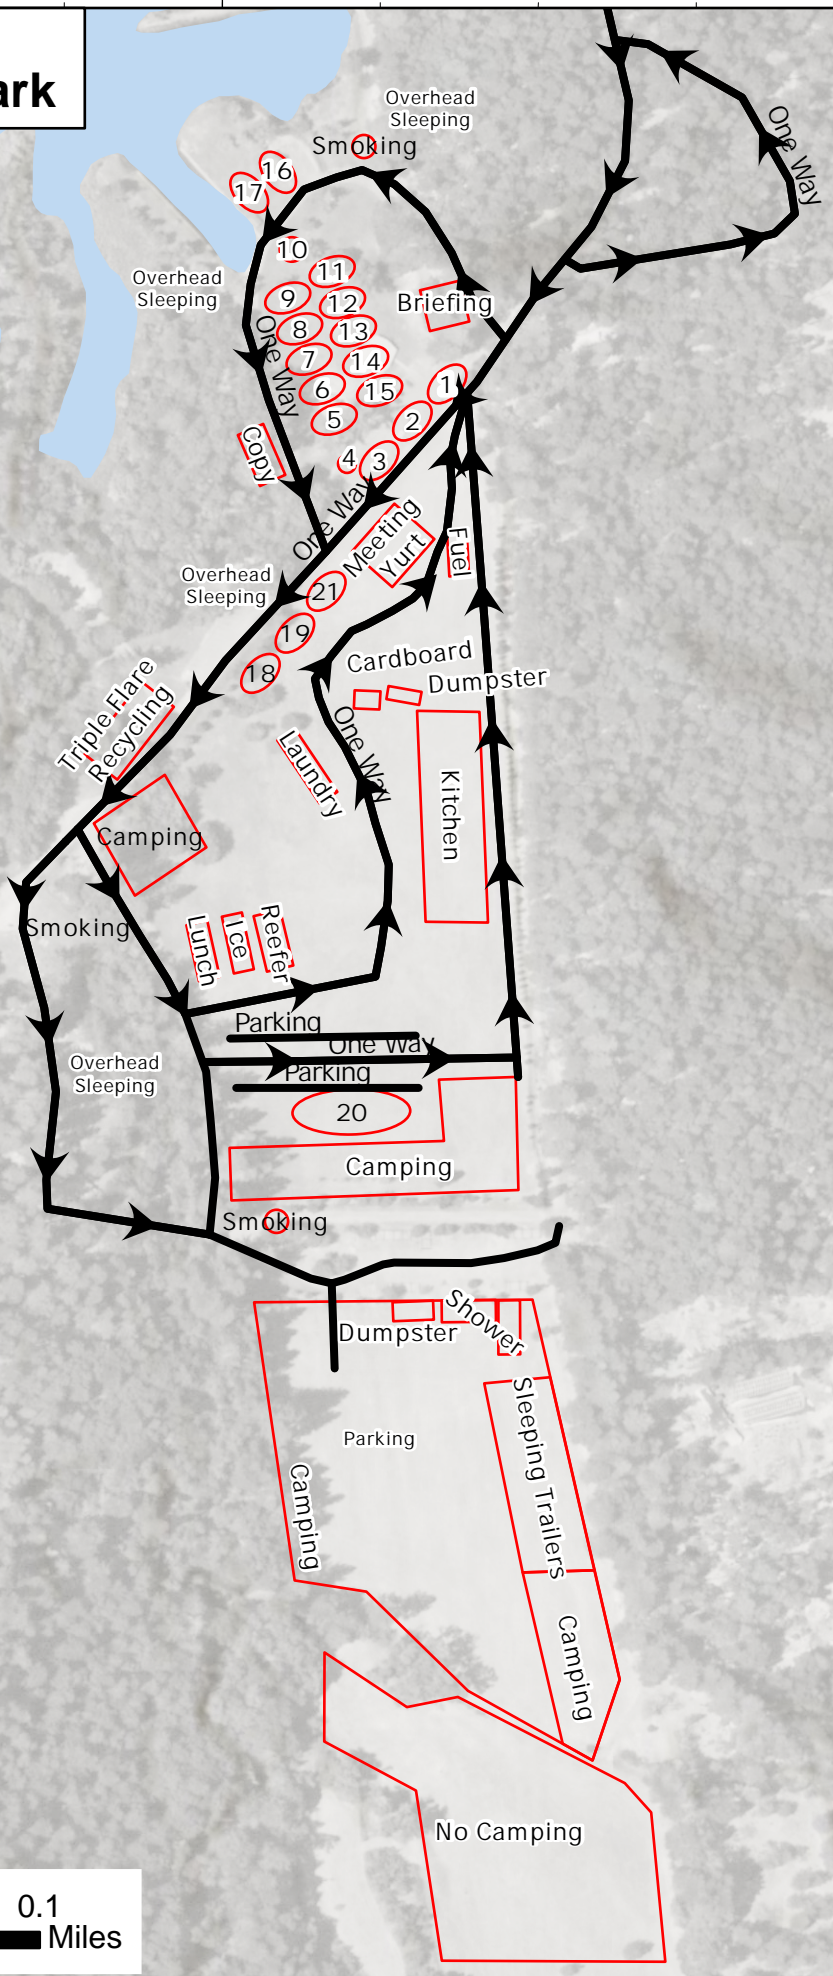 ark
Overhead
Sleeping
Smoking
One Way
16
17
10
11
Overhead
Sleeping
9
12
Briefing
8
13
One Way
7
14
6
15
1
5
2
Copy
4
3
One Way
Meeting
Yurt
Fuel
Overhead
Sleeping
21
19
18
Cardboard
Dumpster
Triple Flare
Recycling
One Way
Laundry
Kitchen
Camping
Smoking
Lunch
Ice
Reefer
Parking
One Way
Overhead
Sleeping
Parking
20
Camping
Smoking
Shower
Dumpster
Sleeping Trailers
Parking
Camping
Camping
No Camping
0.1
Miles